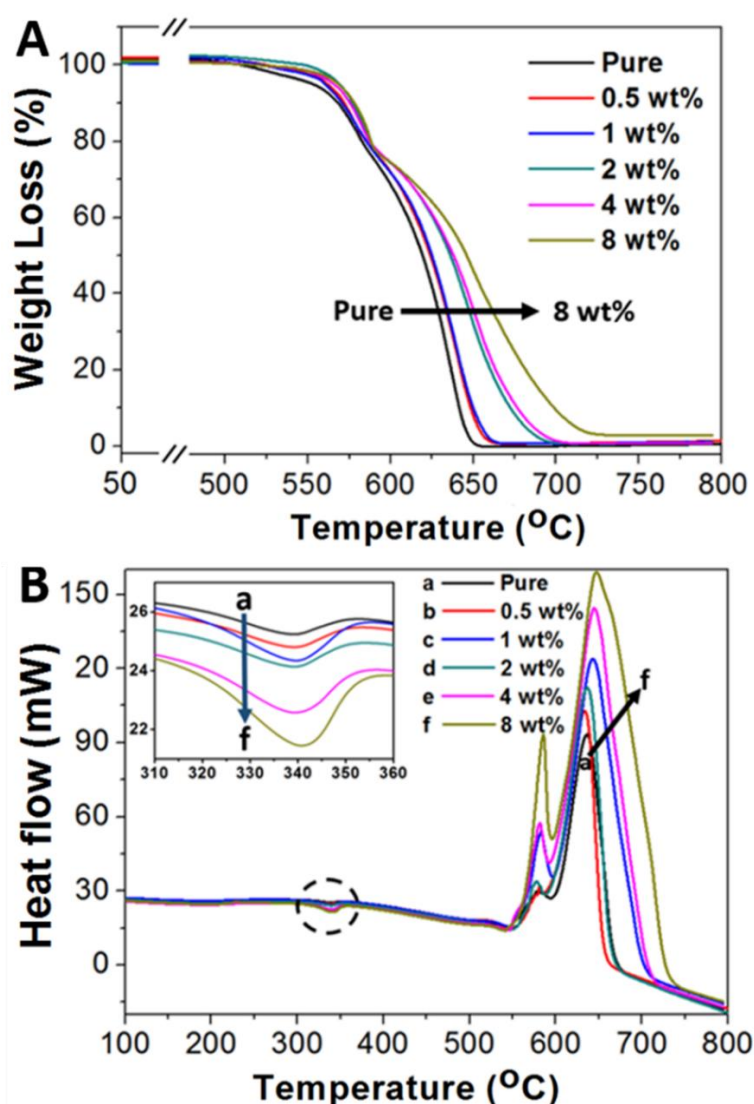 A
Weight Loss (%)
100
80
60
40
20
0
Pure
0.5 wt%
1 wt%
2 wt%
4 wt%
8 wt%
Pure
8 wt%
50
500
550
600
650
700
750
800
Temperature (°C)
B
Heat flow (mW)
150
20
90
60
30
0
a
f
26
24
22
310
320
330
340
350
360
a Pure
b 0.5 wt%
c 1 wt%
d 2 wt%
e 4 wt%
f 8 wt%
f
a
100
200
300
400
500
600
700
800
Temperature (°C)